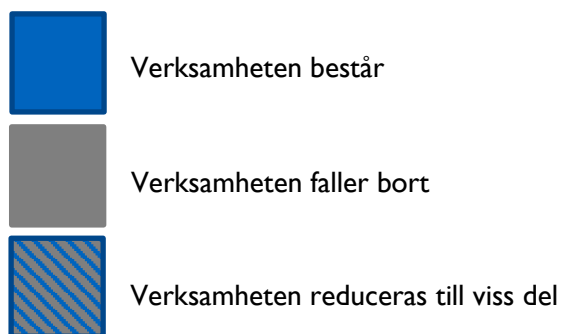 Verksamheten består
Verksamheten faller bort
Verksamheten reduceras till viss del